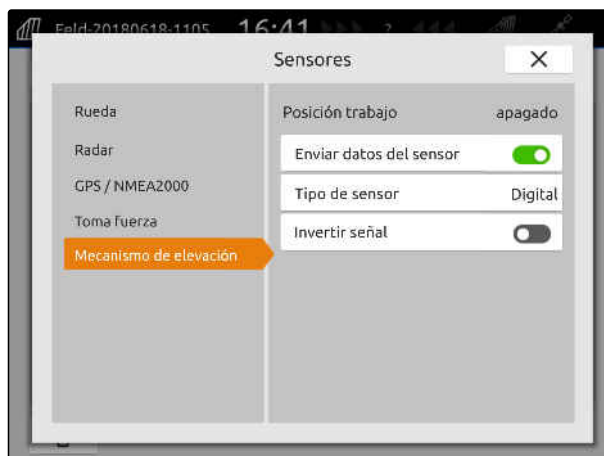 Feld-20180618-1105 16:41 2
Sensores
Rueda
Radar
GPS / NMEA2000
Toma fuerza
Mecanismo de elevación
Posición trabajo apagado
Enviar datos del sensor
Tipo de sensor Digital
Invertir señal